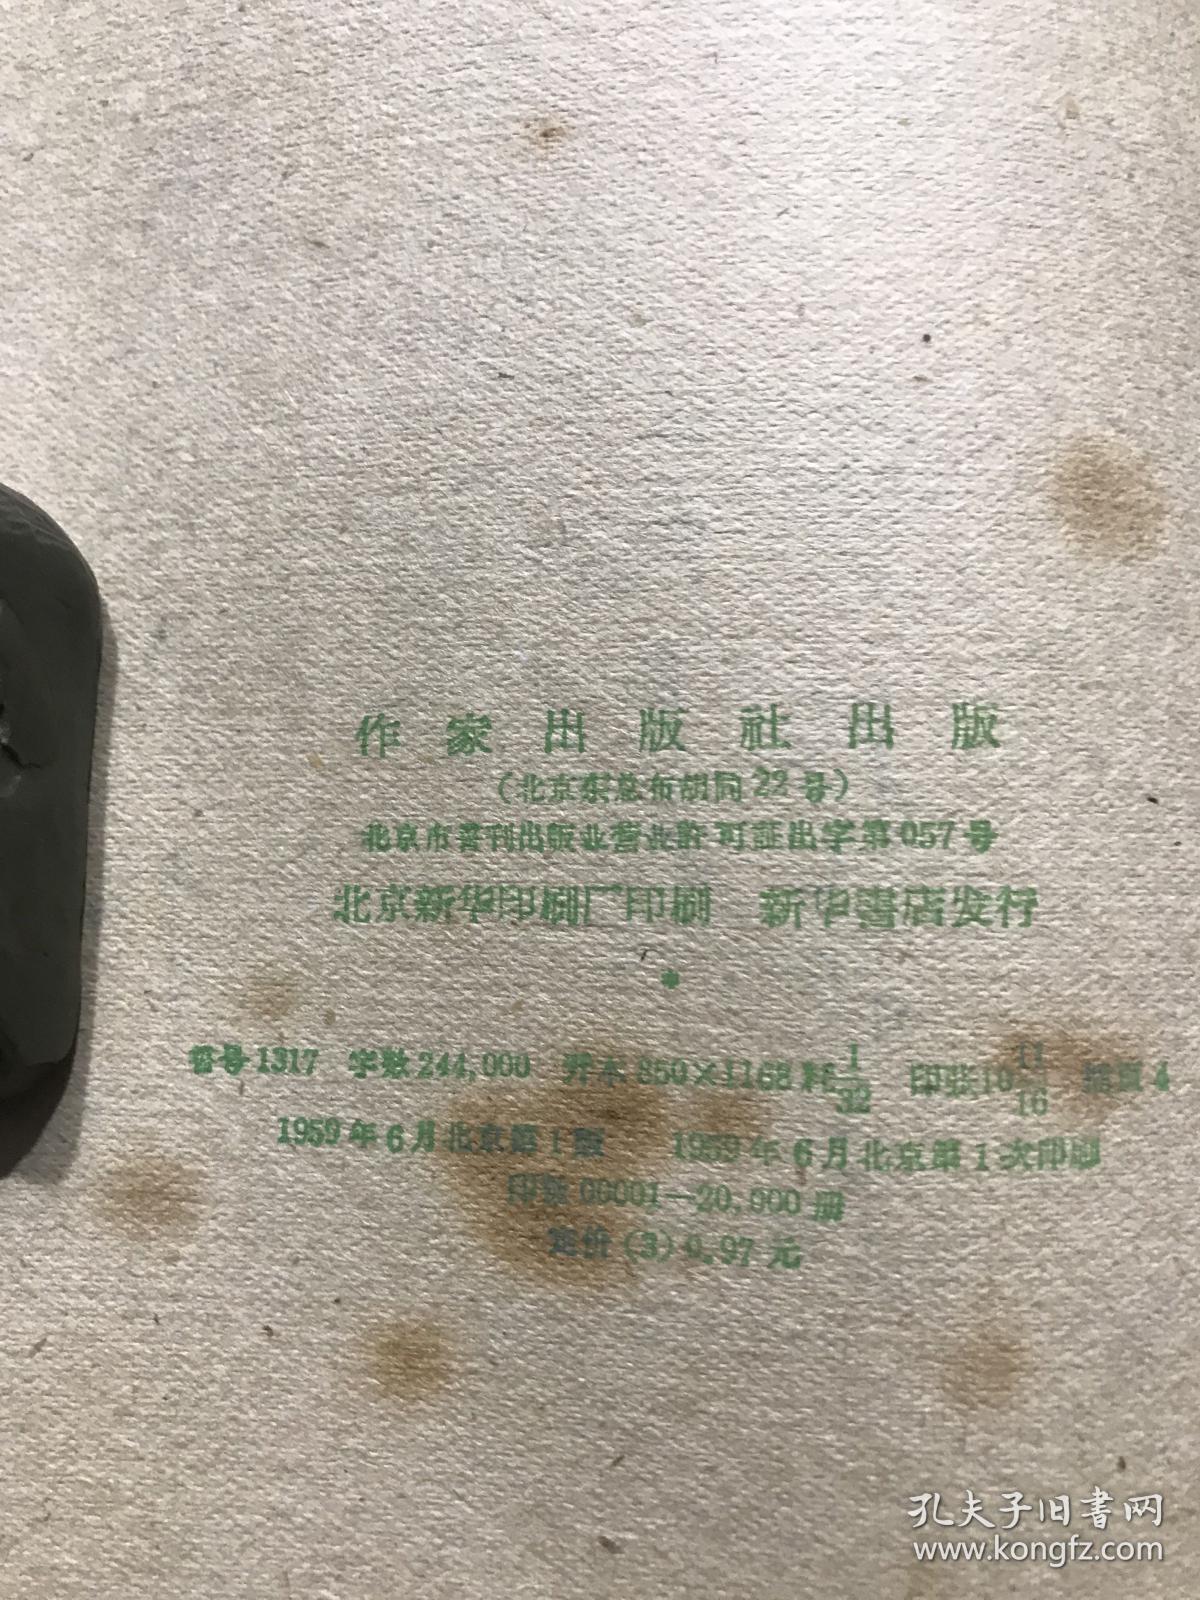 作家出版社出版
（北京东总布胡同22号）
北京市書刊出版业营业許可証出字第057号
北京新华印刷厂印刷 新华書店发行
*
書号1317 字数244,000 开本850×1168耗1/32 印张10 11/16 插頁4
1959年6月北京第1版 1959年6月北京第1次印刷
印数00001—20,000册
定价(3)0.97元
孔夫子旧書网
www.kongfz.com